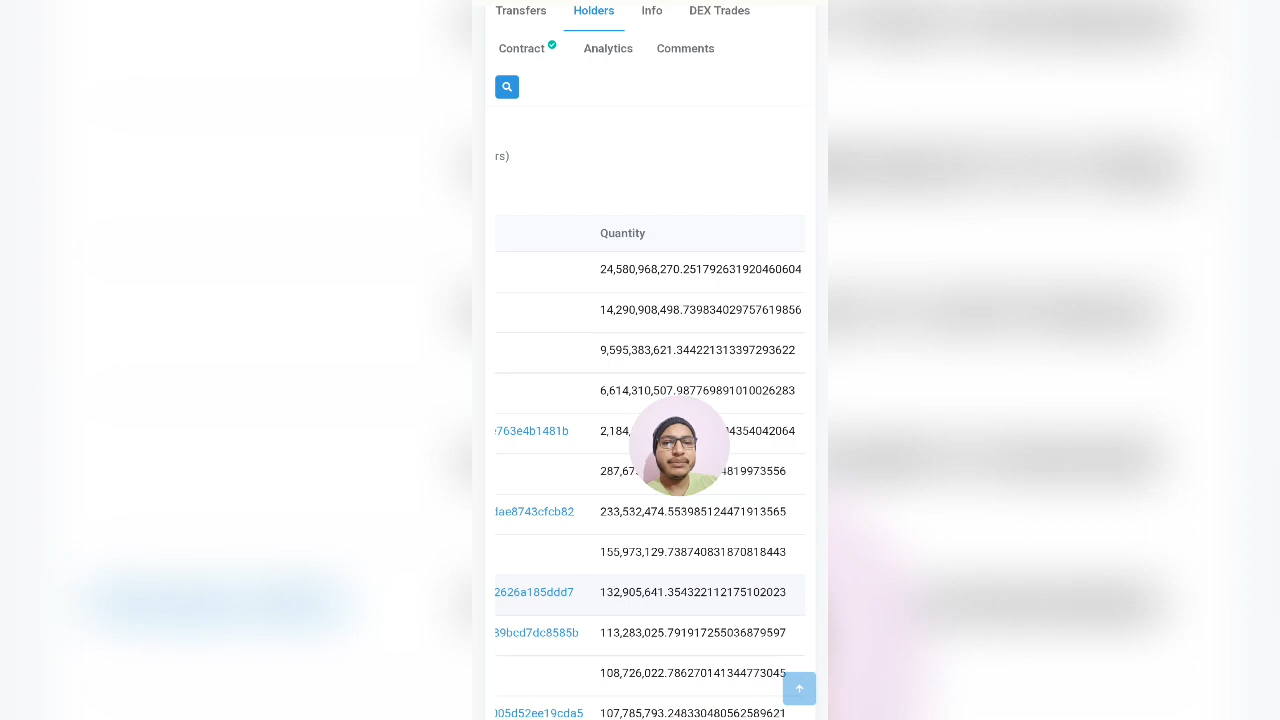 Transfers Holders Info DEX Trades
Contract Analytics Comments
rs)
Quantity
24,580,968,270.251792631920460604
14,290,908,498.739834029757619856
9,595,383,621.344221313397293622
6,614,310,507.987769891010026283
763e4b1481b 2,184, 4354042064
287,67 4819973556
dae8743cfcb82 233,532,474.553985124471913565
155,973,129.738740831870818443
2626a185ddd7 132,905,641.354322112175102023
89bcd7dc8585b 113,283,025.791917255036879597
108,726,022.786270141344773045
005d52ee19cda5 107,785,793.248330480562589621